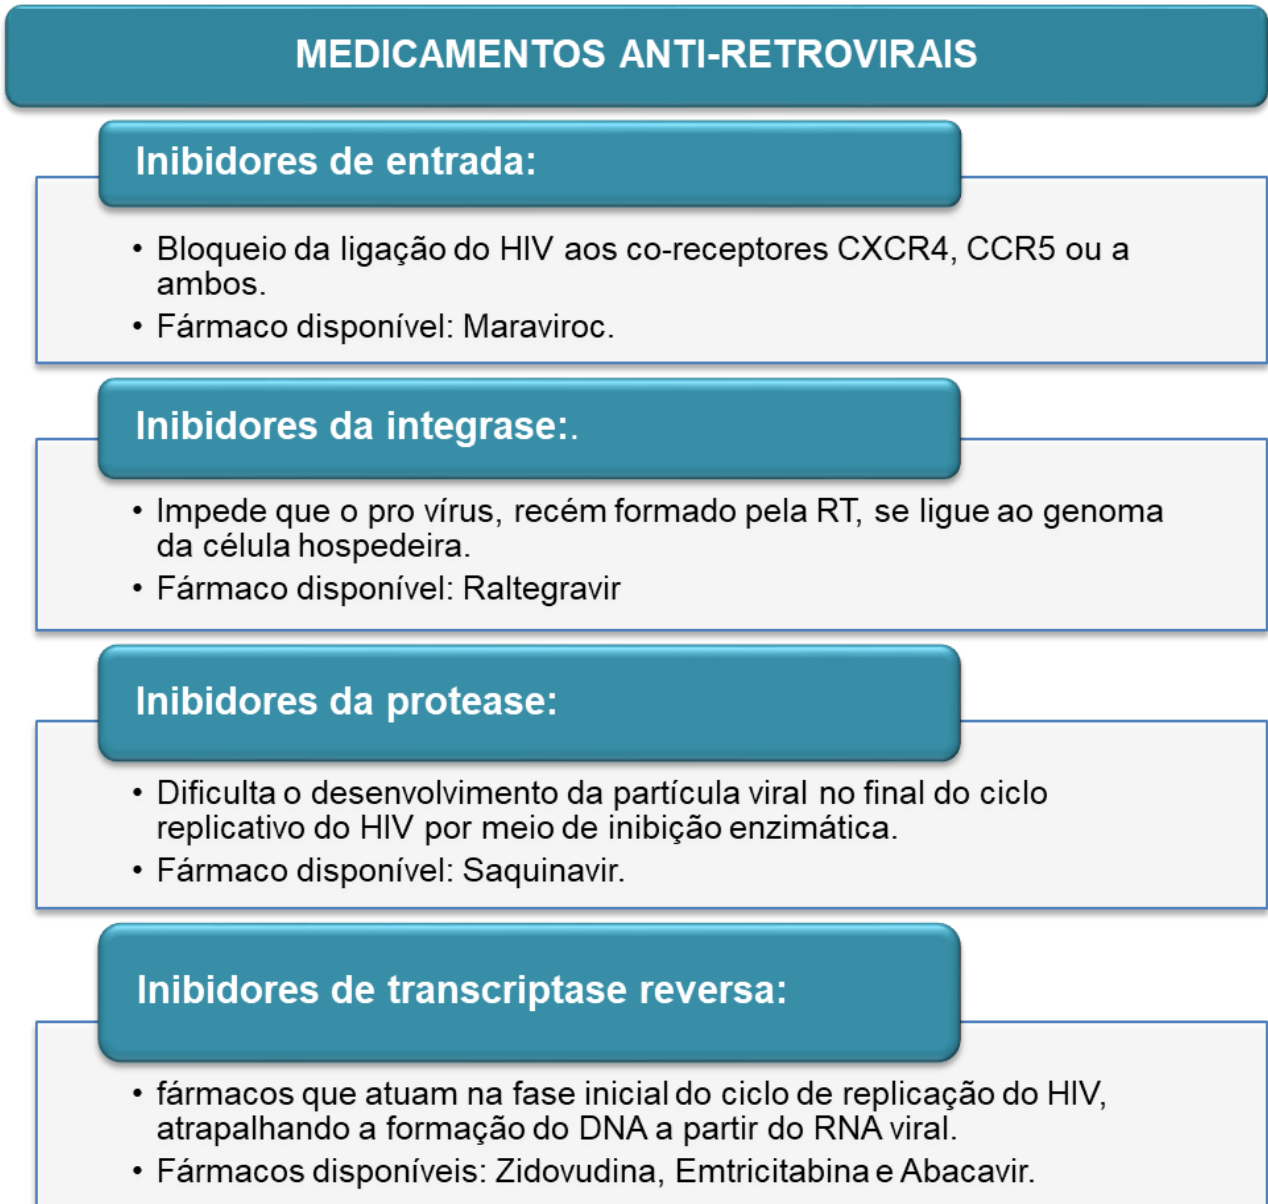 MEDICAMENTOS ANTI-RETROVIRAIS
Inibidores de entrada:
• Bloqueio da ligação do HIV aos co-receptores CXCR4, CCR5 ou a
ambos.
• Fármaco disponível: Maraviroc.
Inibidores da integrase:.
• Impede que o pro vírus, recém formado pela RT, se ligue ao genoma
da célula hospedeira.
• Fármaco disponível: Raltegravir
Inibidores da protease:
• Dificulta o desenvolvimento da partícula viral no final do ciclo
replicativo do HIV por meio de inibição enzimática.
• Fármaco disponível: Saquinavir.
Inibidores de transcriptase reversa:
• fármacos que atuam na fase inicial do ciclo de replicação do HIV,
atrapalhando a formação do DNA a partir do RNA viral.
• Fármacos disponíveis: Zidovudina, Emtricitabina e Abacavir.